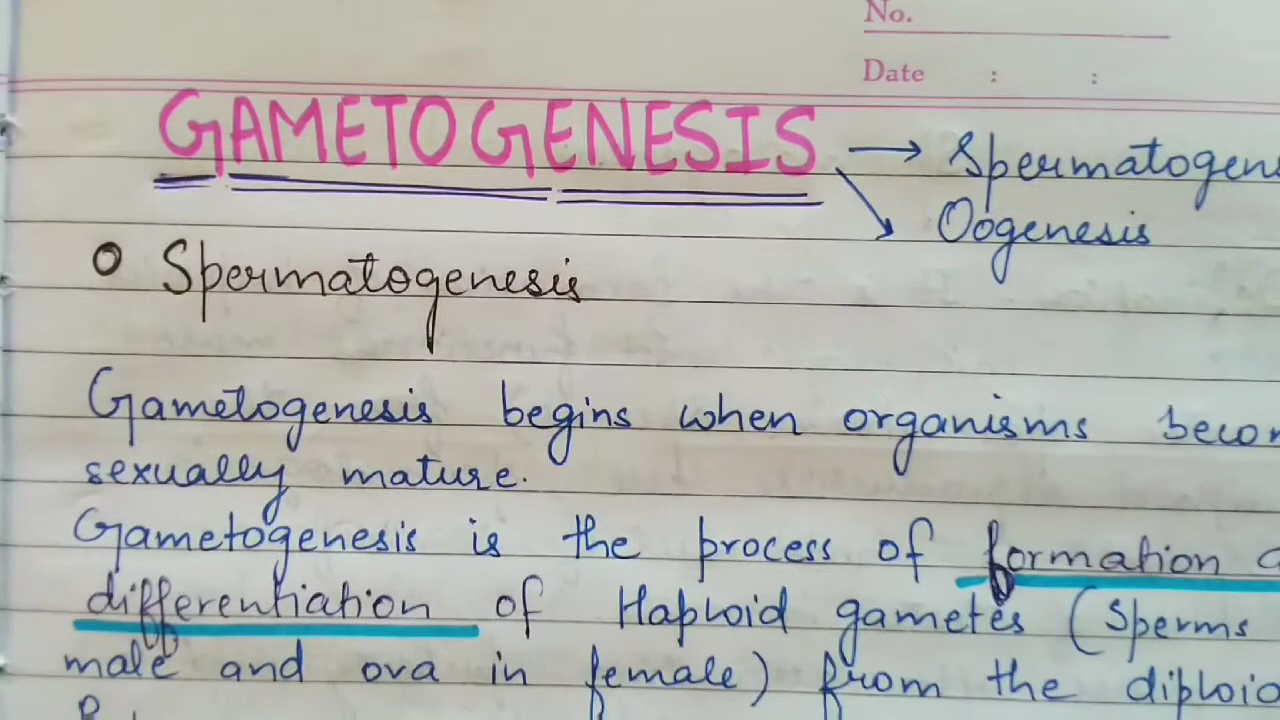 No.
Date : :
GAMETOGENESIS → Spermatogens
Oogenesis
Spermatogenesis
Gametogenesis begins when organisms becom
sexually mature.
Gametogenesis is the process of formation
differentiation of Haploid gametes (Sperms
male and ova in female) from the diploid